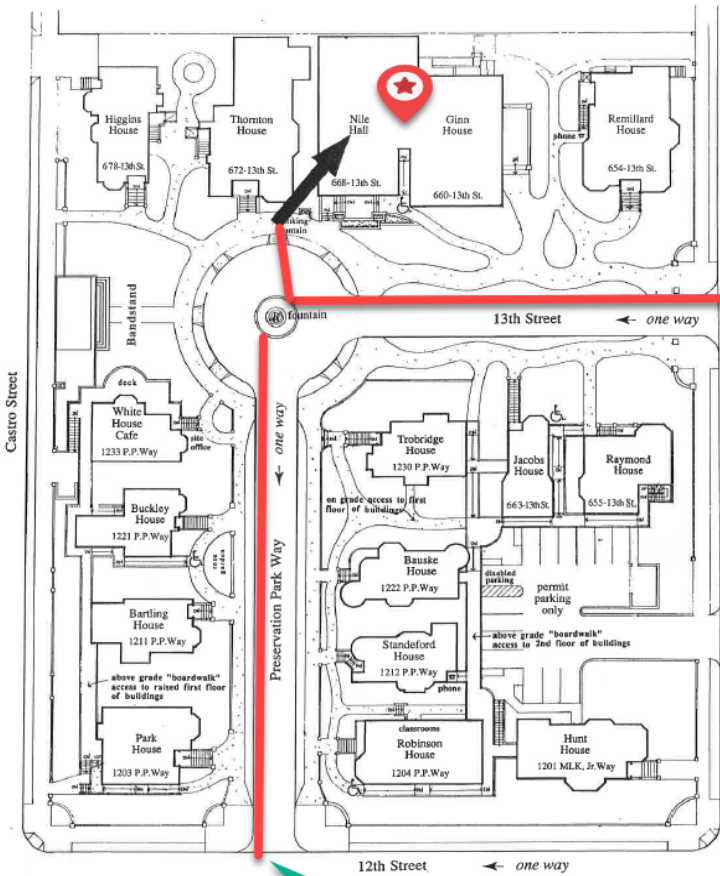 Higgins
House
678-13th St.
Thornton
House
672-13th St.
Nile
Hall
668-13th St.
Ginn
House
660-13th St.
phone
Remillard
House
654-13th St.
fountain
13th Street
one way
Bandstand
Castro Street
deck
White
House
Cafe
1233 P.P.Way
site
office
Buckley
House
1221 P.P.Way
rose
garden
Bartling
House
1211 P.P.Way
above grade "boardwalk"
access to raised first floor
of buildings
Park
House
1203 P.P.Way
one way
Preservation Park Way
Trobridge
House
1230 P.P.Way
on grade access to first
floor of buildings
Jacobs
House
663-13th St.
Raymond
House
655-13th St.
Bauske
House
1222 P.P.Way
disabled
parking
permit
parking
only
Standeford
House
1212 P.P.Way
phone
above grade "boardwalk"
access to 2nd floor of buildings
classrooms
Robinson
House
1204 P.P.Way
Hunt
House
1201 MLK, Jr.Way
12th Street
one way